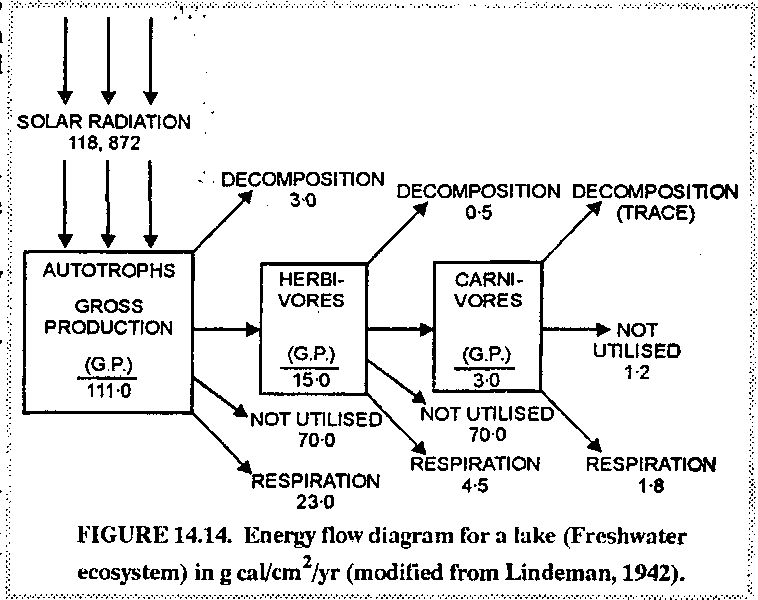 SOLAR RADIATION
118, 872
DECOMPOSITION
3·0
DECOMPOSITION
0·5
DECOMPOSITION
(TRACE)
AUTOTROPHS
GROSS
PRODUCTION
(G.P.)
111·0
HERBI-
VORES
(G.P.)
15·0
CARNI-
VORES
(G.P.)
3·0
NOT
UTILISED
1·2
NOT UTILISED
70·0
NOT UTILISED
70·0
RESPIRATION
23·0
RESPIRATION
4·5
RESPIRATION
1·8
FIGURE 14.14. Energy flow diagram for a lake (Freshwater
ecosystem) in g cal/cm²/yr (modified from Lindeman, 1942).